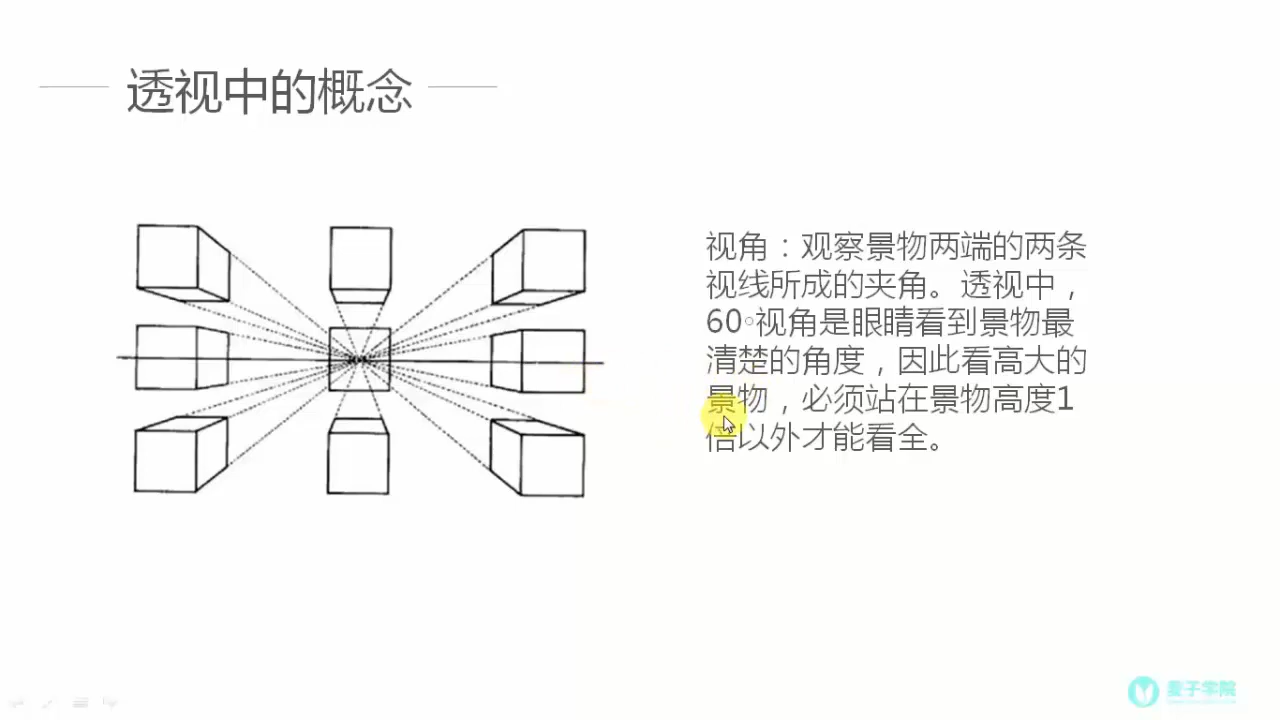 透视中的概念
视角：观察景物两端的两条
视线所成的夹角。透视中，
60°视角是眼睛看到景物最
清楚的角度，因此看高大的
景物，必须站在景物高度1
倍以外才能看全。
麦子学院